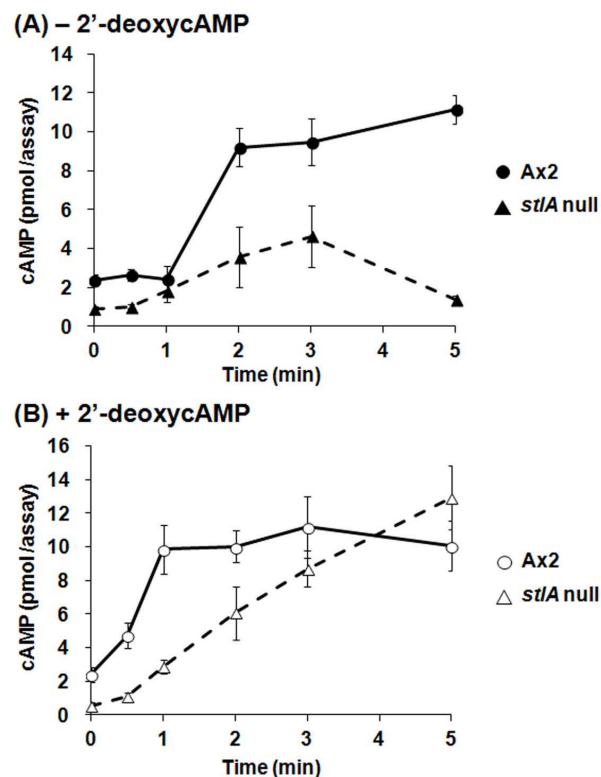 (A) – 2'-deoxycAMP
14
12
10
8
6
4
2
0
cAMP (pmol/assay)
0
1
2
3
4
5
Time (min)
Ax2
stlA null
(B) + 2'-deoxycAMP
16
14
12
10
8
6
4
2
0
cAMP (pmol/assay)
0
1
2
3
4
5
Time (min)
Ax2
stlA null